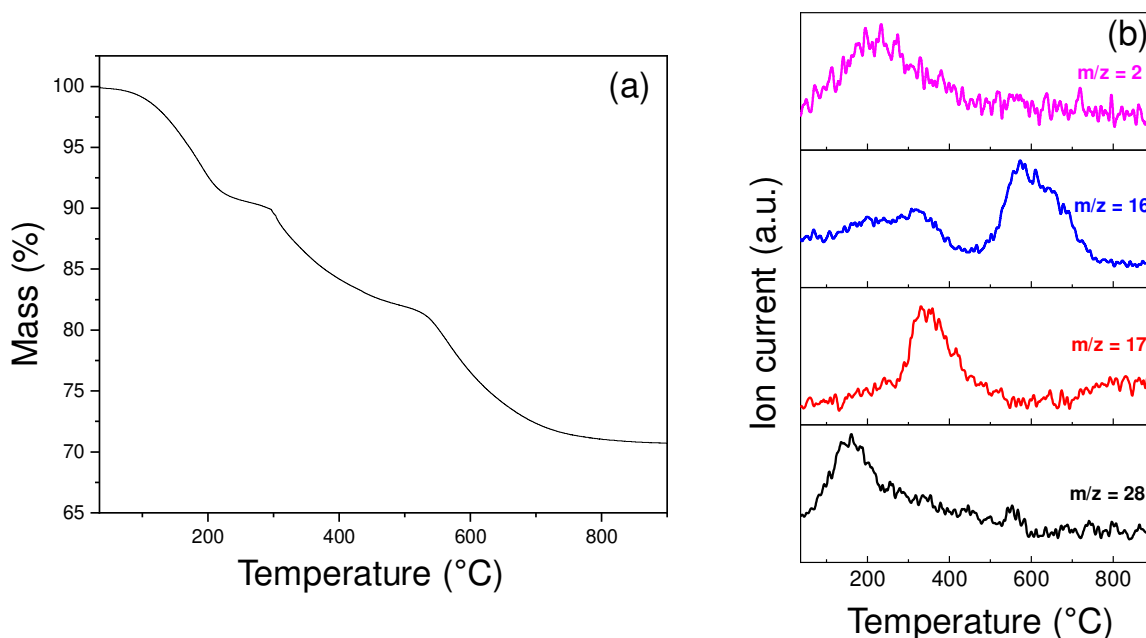 (a)
Mass (%)
100
95
90
85
80
75
70
65
200
400
600
800
Temperature (°C)
(b)
Ion current (a.u.)
m/z = 2
m/z = 16
m/z = 17
m/z = 28
200
400
600
800
Temperature (°C)